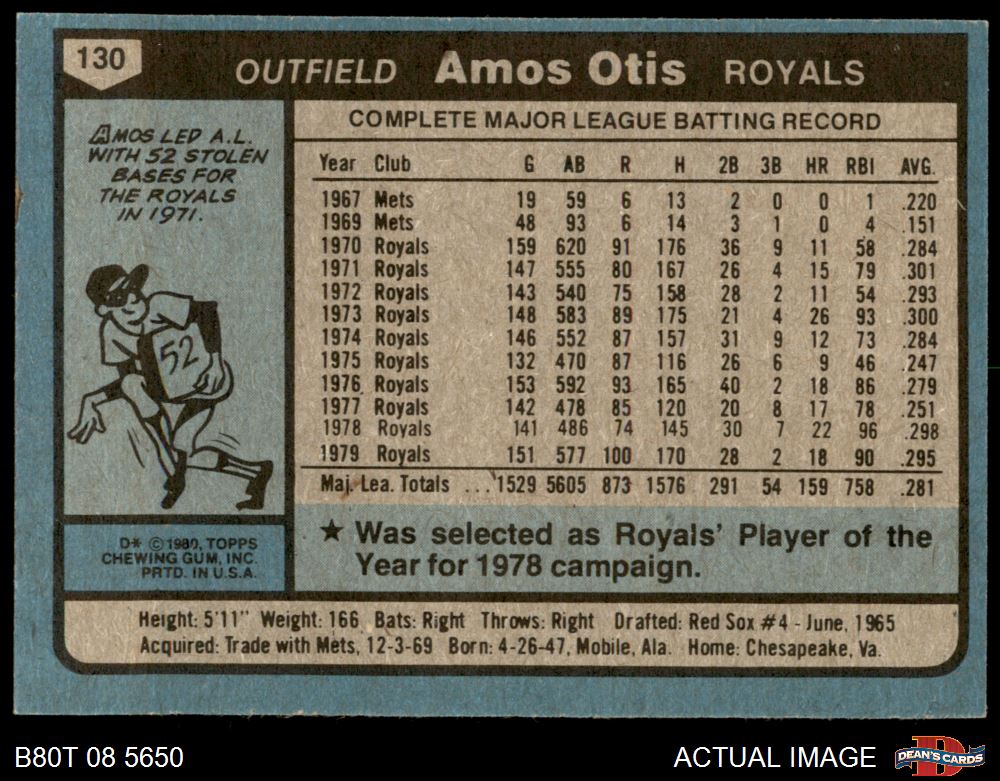 130
OUTFIELD Amos Otis ROYALS
AMOS LED A.L.
WITH 52 STOLEN
BASES FOR
THE ROYALS
IN 1971.
52
D* © 1980, TOPPS
CHEWING GUM, INC.
PRTD. IN U.S.A.
COMPLETE MAJOR LEAGUE BATTING RECORD
Year Club G AB R H 2B 3B HR RBI AVG.
1967 Mets 19 59 6 13 2 0 0 1 .220
1969 Mets 48 93 6 14 3 1 0 4 .151
1970 Royals 159 620 91 176 36 9 11 58 .284
1971 Royals 147 555 80 167 26 4 15 79 .301
1972 Royals 143 540 75 158 28 2 11 54 .293
1973 Royals 148 583 89 175 21 4 26 93 .300
1974 Royals 146 552 87 157 31 9 12 73 .284
1975 Royals 132 470 87 116 26 6 9 46 .247
1976 Royals 153 592 93 165 40 2 18 86 .279
1977 Royals 142 478 85 120 20 8 17 78 .251
1978 Royals 141 486 74 145 30 7 22 96 .298
1979 Royals 151 577 100 170 28 2 18 90 .295
Maj. Lea. Totals ... 1529 5605 873 1576 291 54 159 758 .281
★ Was selected as Royals' Player of the
Year for 1978 campaign.
Height: 5'11" Weight: 166 Bats: Right Throws: Right Drafted: Red Sox #4 - June, 1965
Acquired: Trade with Mets, 12-3-69 Born: 4-26-47, Mobile, Ala. Home: Chesapeake, Va.
B80T 08 5650
ACTUAL IMAGE
D
DEAN'S CARDS